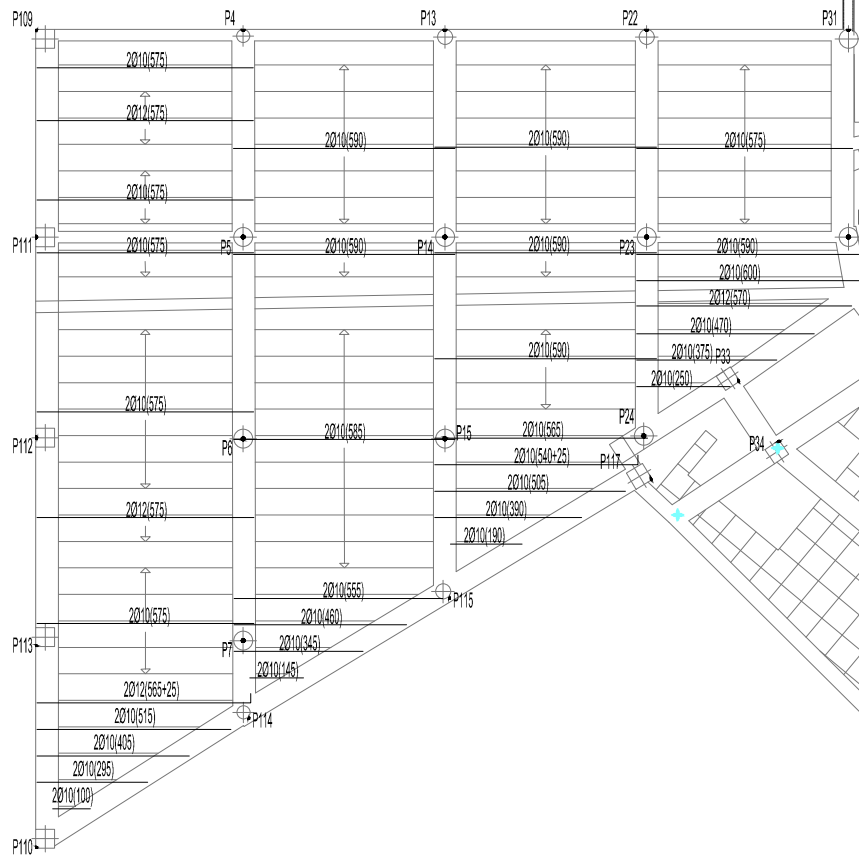 P109 P4 P13 P22 P31
2Ø10(575)
2Ø12(575)
2Ø10(590) 2Ø10(590) 2Ø10(575)
2Ø10(575)
P111 2Ø10(575) P5 2Ø10(590) P14 2Ø10(590) P23 2Ø10(590)
2Ø10(600)
2Ø12(570)
2Ø10(470)
2Ø10(590) 2Ø10(375) P33
2Ø10(250)
2Ø10(575)
P24
P112 P6 2Ø10(585) P15 2Ø10(565) P34
2Ø10(540+25) P117
2Ø10(505)
2Ø12(575) 2Ø10(390)
2Ø10(190)
2Ø10(555) P115
2Ø10(575) 2Ø10(460)
P113 P7 2Ø10(345)
2Ø10(145)
2Ø12(565+25)
2Ø10(515) P114
2Ø10(405)
2Ø10(295)
2Ø10(100)
P110